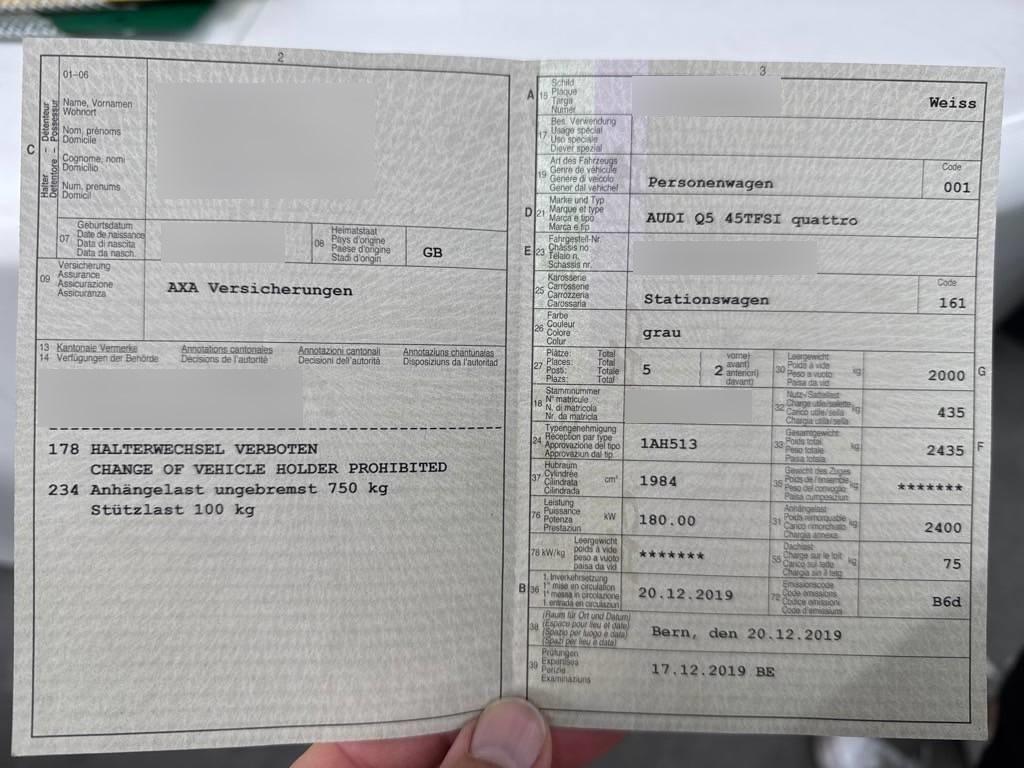 2
01-06
Halter - Détenteur
Detentore - Possessur
C
Name, Vornamen
Wohnort
Nom, prénoms
Domicile
Cognome, nomi
Domicilio
Num, prenums
Domicil
07
Geburtsdatum
Date de naissance
Data di nascita
Data da nasch.
08
Heimatstaat
Pays d'origine
Paese d'origine
Stadi d'origin
GB
09
Versicherung
Assurance
Assicurazione
Assicuranza
AXA Versicherungen
13 Kantonale Vermerke Annotations cantonales Annotazioni cantonali Annotaziuns chantunalas
14 Verfügungen der Behörde Décisions de l'autorité Decisioni dell'autorità Disposiziuns da l'autoritad
178 HALTERWECHSEL VERBOTEN
CHANGE OF VEHICLE HOLDER PROHIBITED
234 Anhängelast ungebremst 750 kg
Stützlast 100 kg
3
A 15
Schild
Plaque
Targa
Numer
Weiss
17
Bes. Verwendung
Usage spécial
Uso speciale
Diever spezial
19
Art des Fahrzeugs
Genre de véhicule
Genere di veicolo
Gener dal vehichel
Personenwagen
Code
001
D 21
Marke und Typ
Marque et type
Marca e tipo
Marca e tip
AUDI Q5 45TFSI quattro
E 23
Fahrgestell-Nr.
Châssis no
Telaio n.
Schassis nr.
25
Karosserie
Carrosserie
Carrozzeria
Carossaria
Stationswagen
Code
161
26
Farbe
Couleur
Colore
Colur
grau
27
Plätze: Total
Places: Total
Posti: Totale
Plazs: Total
5
2
vorne)
avant)
anteriori)
davant)
30
Leergewicht
Poids à vide
Peso a vuoto
Paisa da vid
kg
2000
G
18
Stammnummer
N° matricule
N. di matricola
Nr. da matricla
32
Nutz-/Sattellast
Charge utile/sellette
Carico utile/sella
Chargia utila/sella
kg
435
24
Typengenehmigung
Réception par type
Approvazione del tipo
Approvaziun dal tip
1AH513
33
Gesamtgewicht
Poids total
Peso totale
Paisa totala
kg
2435
F
37
Hubraum
Cylindrée
Cilindrata
Cilindrada
cm³
1984
35
Gewicht des Zuges
Poids de l'ensemble
Peso del convoglio
Paisa cumposiziun
kg
*******
76
Leistung
Puissance
Potenza
Prestaziun
kW
180.00
31
Anhängelast
Poids remorquable
Carico rimorchiato
Chargia annexa
kg
2400
78 kW/kg
Leergewicht
poids à vide
peso a vuoto
paisa da vid
*******
55
Dachlast
Charge sur le toit
Carico sul tetto
Chargia sin il tetg
kg
75
B 36
1. Inverkehrsetzung
1re mise en circulation
1a messa in circolazione
1. entrada en circulaziun
20.12.2019
72
Emissionscode
Code émissions
Codice emissioni
Code d'emissiuns
B6d
38
(Raum für Ort und Datum)
(Espace pour lieu et date)
(Spazio per luogo e data)
(Spazi per lieu e data)
Bern, den 20.12.2019
39
Prüfungen
Expertises
Perizie
Examinaziuns
17.12.2019 BE